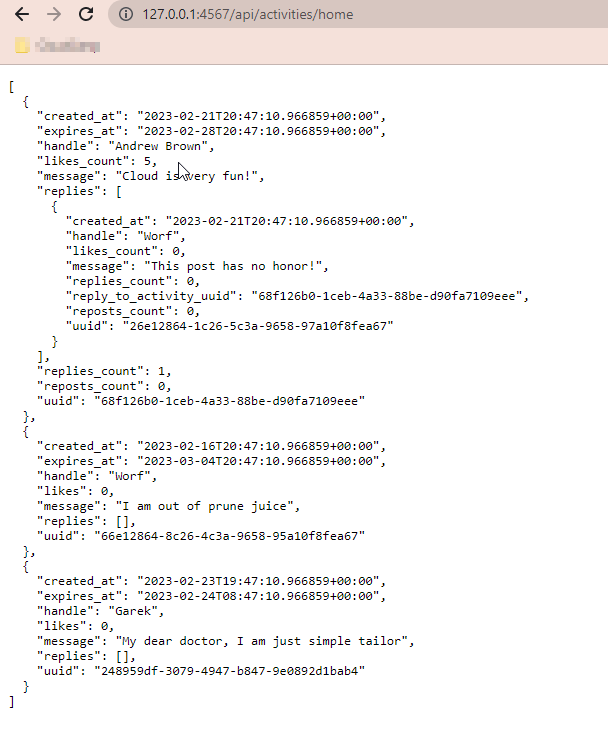 127.0.0.1:4567/api/activities/home
[
  {
    "created_at": "2023-02-21T20:47:10.966859+00:00",
    "expires_at": "2023-02-28T20:47:10.966859+00:00",
    "handle": "Andrew Brown",
    "likes_count": 5,
    "message": "Cloud is very fun!",
    "replies": [
      {
        "created_at": "2023-02-21T20:47:10.966859+00:00",
        "handle": "Worf",
        "likes_count": 0,
        "message": "This post has no honor!",
        "replies_count": 0,
        "reply_to_activity_uuid": "68f126b0-1ceb-4a33-88be-d90fa7109eee",
        "reposts_count": 0,
        "uuid": "26e12864-1c26-5c3a-9658-97a10f8fea67"
      }
    ],
    "replies_count": 1,
    "reposts_count": 0,
    "uuid": "68f126b0-1ceb-4a33-88be-d90fa7109eee"
  },
  {
    "created_at": "2023-02-16T20:47:10.966859+00:00",
    "expires_at": "2023-03-04T20:47:10.966859+00:00",
    "handle": "Worf",
    "likes": 0,
    "message": "I am out of prune juice",
    "replies": [],
    "uuid": "66e12864-8c26-4c3a-9658-95a10f8fea67"
  },
  {
    "created_at": "2023-02-23T19:47:10.966859+00:00",
    "expires_at": "2023-02-24T08:47:10.966859+00:00",
    "handle": "Garek",
    "likes": 0,
    "message": "My dear doctor, I am just simple tailor",
    "replies": [],
    "uuid": "248959df-3079-4947-b847-9e0892d1bab4"
  }
]